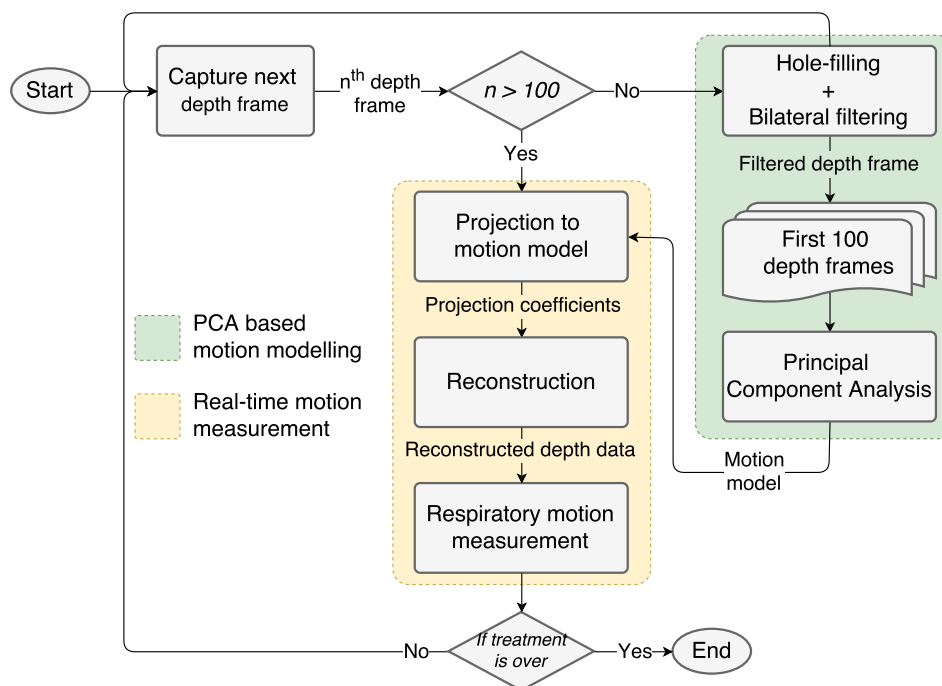 Start
Capture next
depth frame
nth depth
frame
n > 100
No
Hole-filling
+
Bilateral filtering
Yes
Filtered depth frame
Projection to
motion model
First 100
depth frames
Projection coefficients
PCA based
motion modelling
Reconstruction
Principal
Component Analysis
Real-time motion
measurement
Reconstructed depth data
Motion
model
Respiratory motion
measurement
If treatment
is over
No
Yes
End